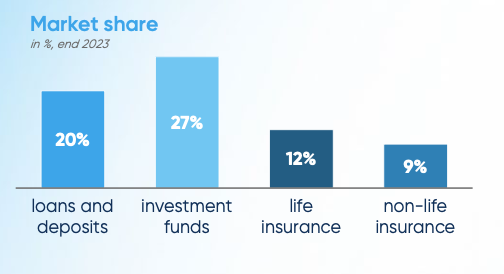 Market share
in %, end 2023
20%
27%
12%
9%
loans and
deposits
investment
funds
life
insurance
non-life
insurance